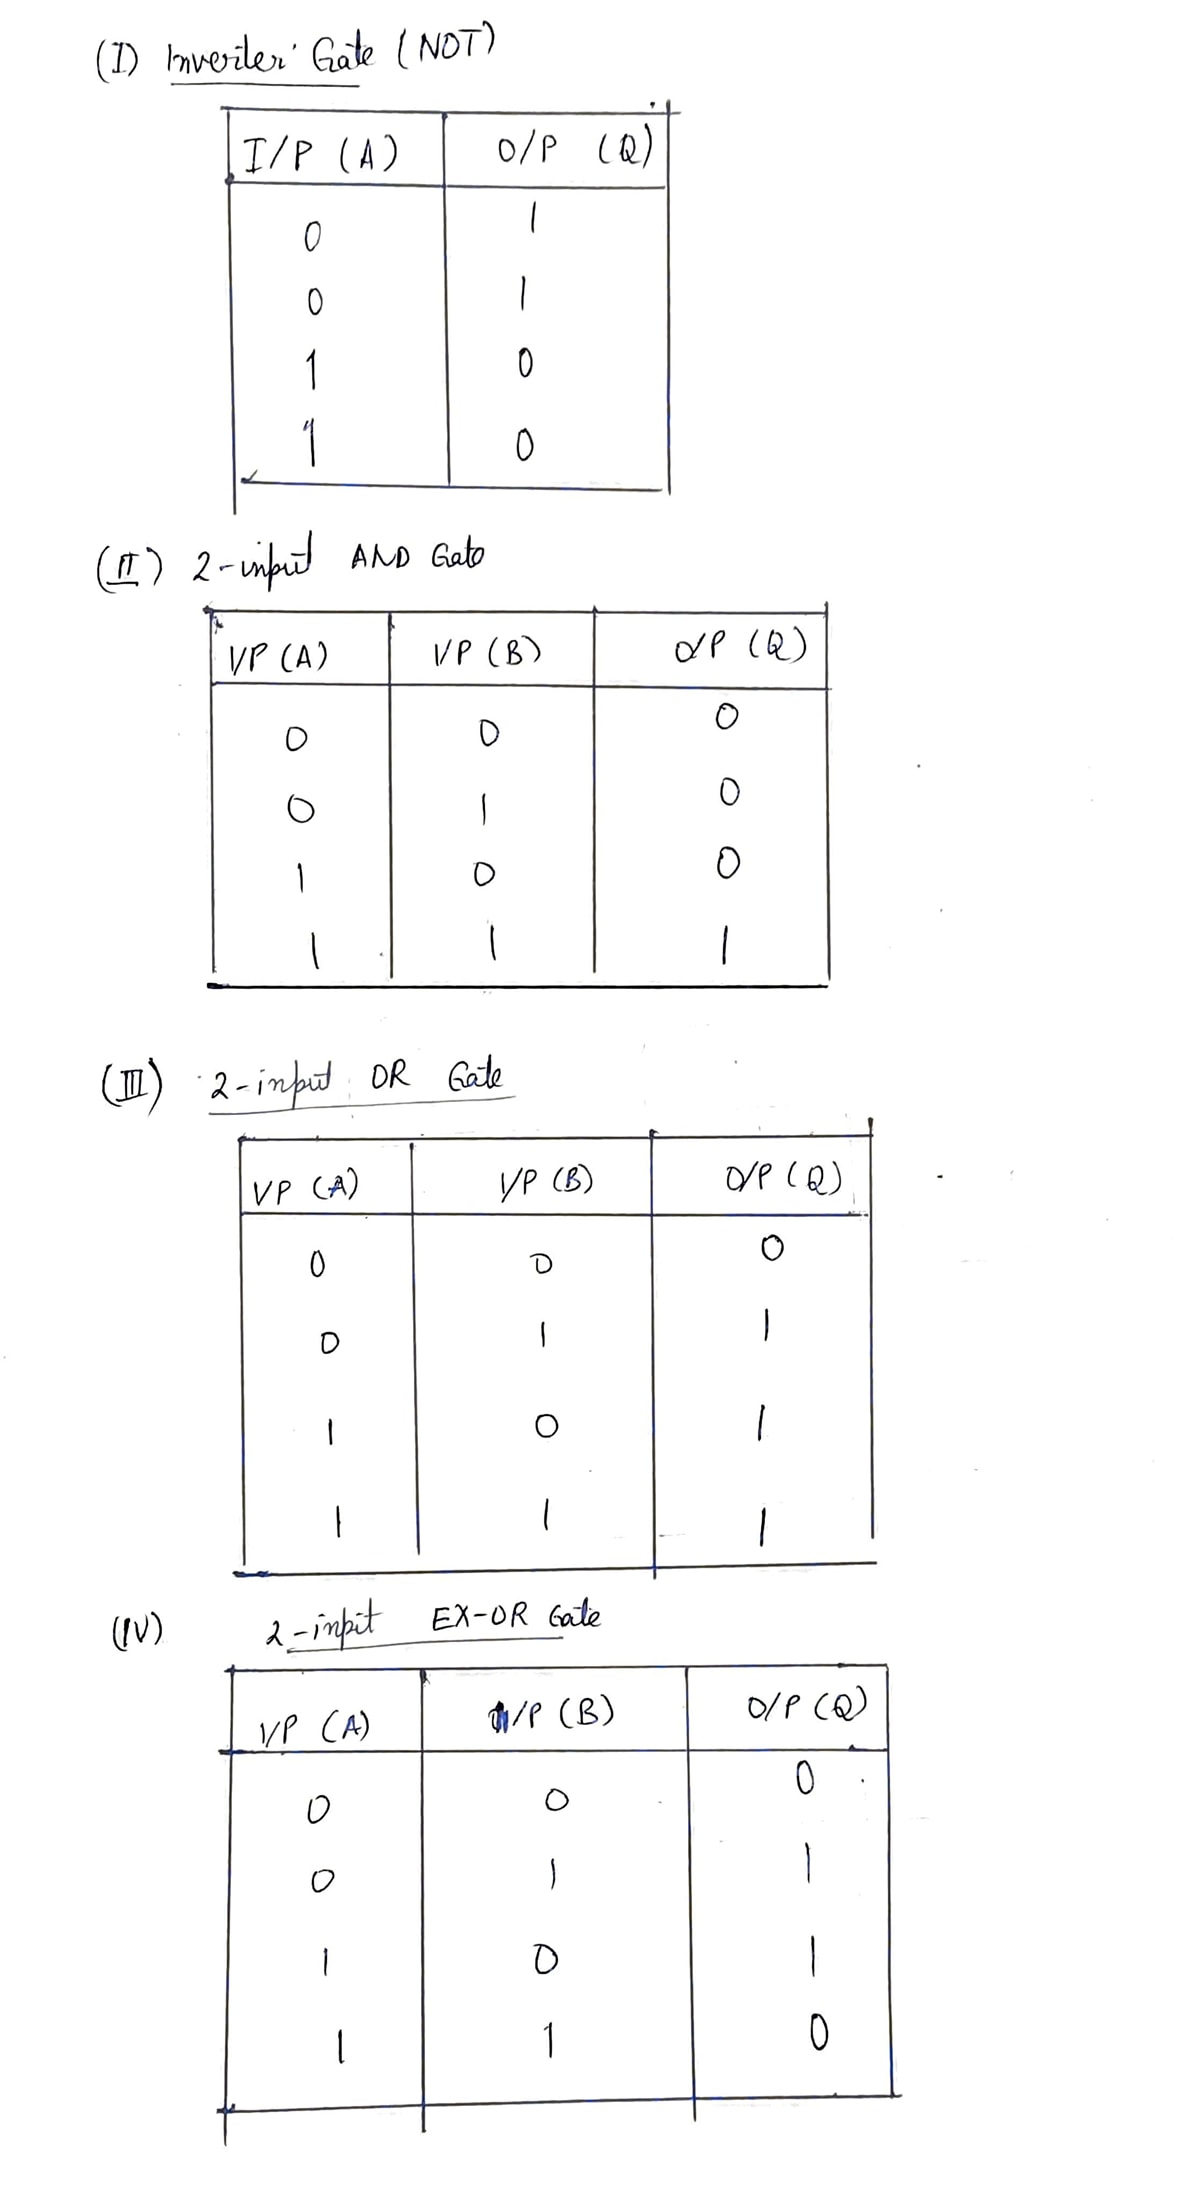 (I) Inverter Gate (NOT)
I/P (A) O/P (Q)
0 1
0 1
1 0
1 0
(II) 2-input AND Gate
I/P (A) I/P (B) O/P (Q)
0 0 0
0 1 0
1 0 0
1 1 1
(III) 2-input OR Gate
I/P (A) I/P (B) O/P (Q)
0 0 0
0 1 1
1 0 1
1 1 1
(IV) 2-input EX-OR Gate
I/P (A) I/P (B) O/P (Q)
0 0 0
0 1 1
1 0 1
1 1 0